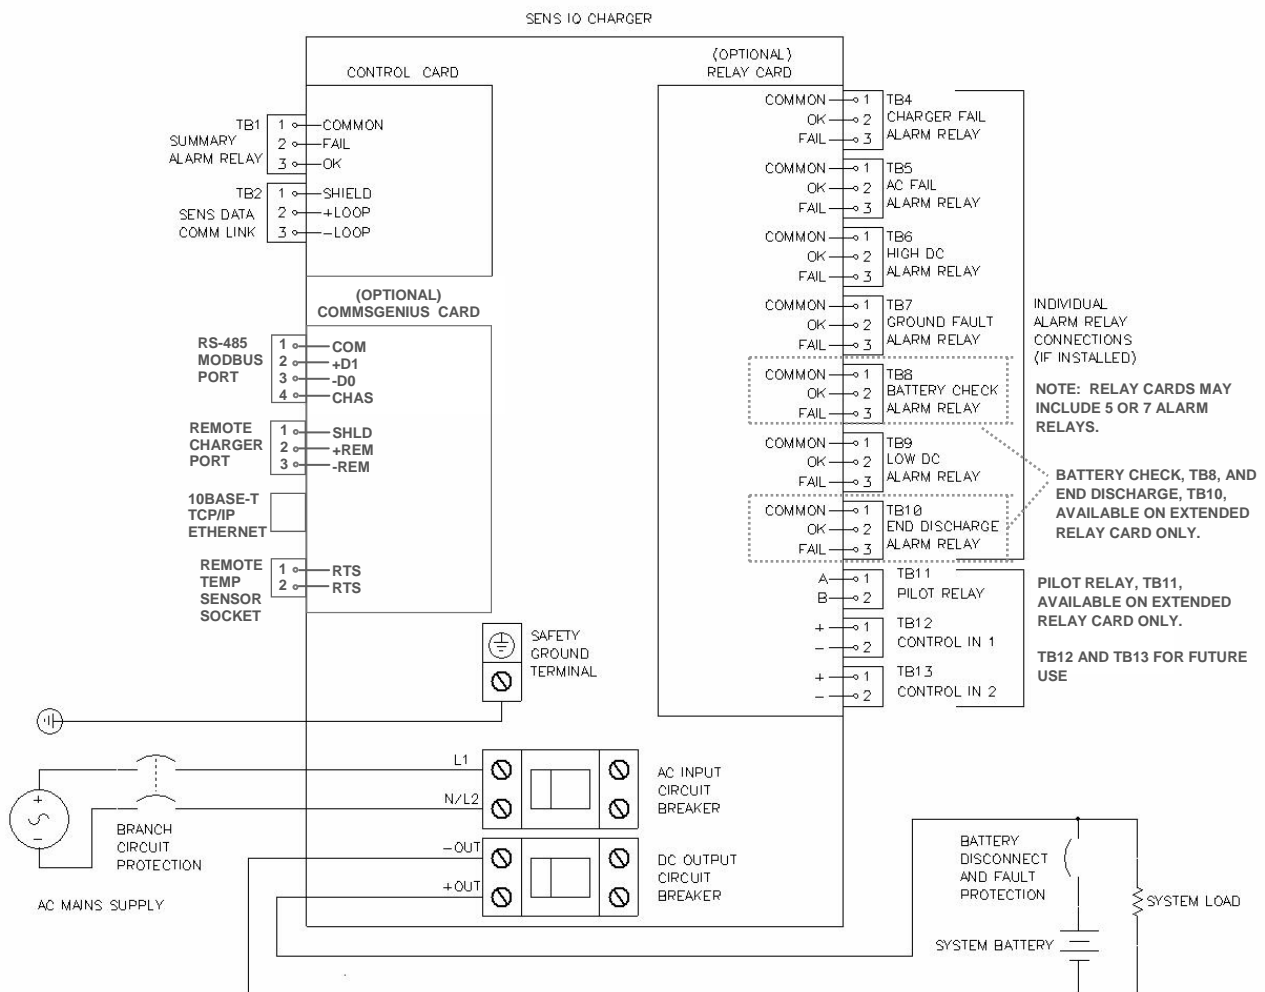 SENS IQ CHARGER
CONTROL CARD
TB1
SUMMARY
ALARM RELAY
1 COMMON
2 FAIL
3 OK
TB2
SENS DATA
COMM LINK
1 SHIELD
2 +LOOP
3 -LOOP
(OPTIONAL)
COMMSGENIUS CARD
RS-485
MODBUS
PORT
1 COM
2 +D1
3 -D0
4 CHAS
REMOTE
CHARGER
PORT
1 SHLD
2 +REM
3 -REM
10BASE-T
TCP/IP
ETHERNET
REMOTE
TEMP
SENSOR
SOCKET
1 RTS
2 RTS
(OPTIONAL)
RELAY CARD
COMMON 1 TB4
OK 2 CHARGER FAIL
FAIL 3 ALARM RELAY
COMMON 1 TB5
OK 2 AC FAIL
FAIL 3 ALARM RELAY
COMMON 1 TB6
OK 2 HIGH DC
FAIL 3 ALARM RELAY
COMMON 1 TB7
OK 2 GROUND FAULT
FAIL 3 ALARM RELAY
COMMON 1 TB8
OK 2 BATTERY CHECK
FAIL 3 ALARM RELAY
COMMON 1 TB9
OK 2 LOW DC
FAIL 3 ALARM RELAY
COMMON 1 TB10
OK 2 END DISCHARGE
FAIL 3 ALARM RELAY
A 1 TB11
B 2 PILOT RELAY
+ 1 TB12
- 2 CONTROL IN 1
+ 1 TB13
- 2 CONTROL IN 2
INDIVIDUAL
ALARM RELAY
CONNECTIONS
(IF INSTALLED)
NOTE: RELAY CARDS MAY
INCLUDE 5 OR 7 ALARM
RELAYS.
BATTERY CHECK, TB8, AND
END DISCHARGE, TB10,
AVAILABLE ON EXTENDED
RELAY CARD ONLY.
PILOT RELAY, TB11,
AVAILABLE ON EXTENDED
RELAY CARD ONLY.
TB12 AND TB13 FOR FUTURE
USE
SAFETY
GROUND
TERMINAL
L1
N/L2
AC INPUT
CIRCUIT
BREAKER
+
-
BRANCH
CIRCUIT
PROTECTION
AC MAINS SUPPLY
-OUT
+OUT
DC OUTPUT
CIRCUIT
BREAKER
BATTERY
DISCONNECT
AND FAULT
PROTECTION
SYSTEM LOAD
SYSTEM BATTERY